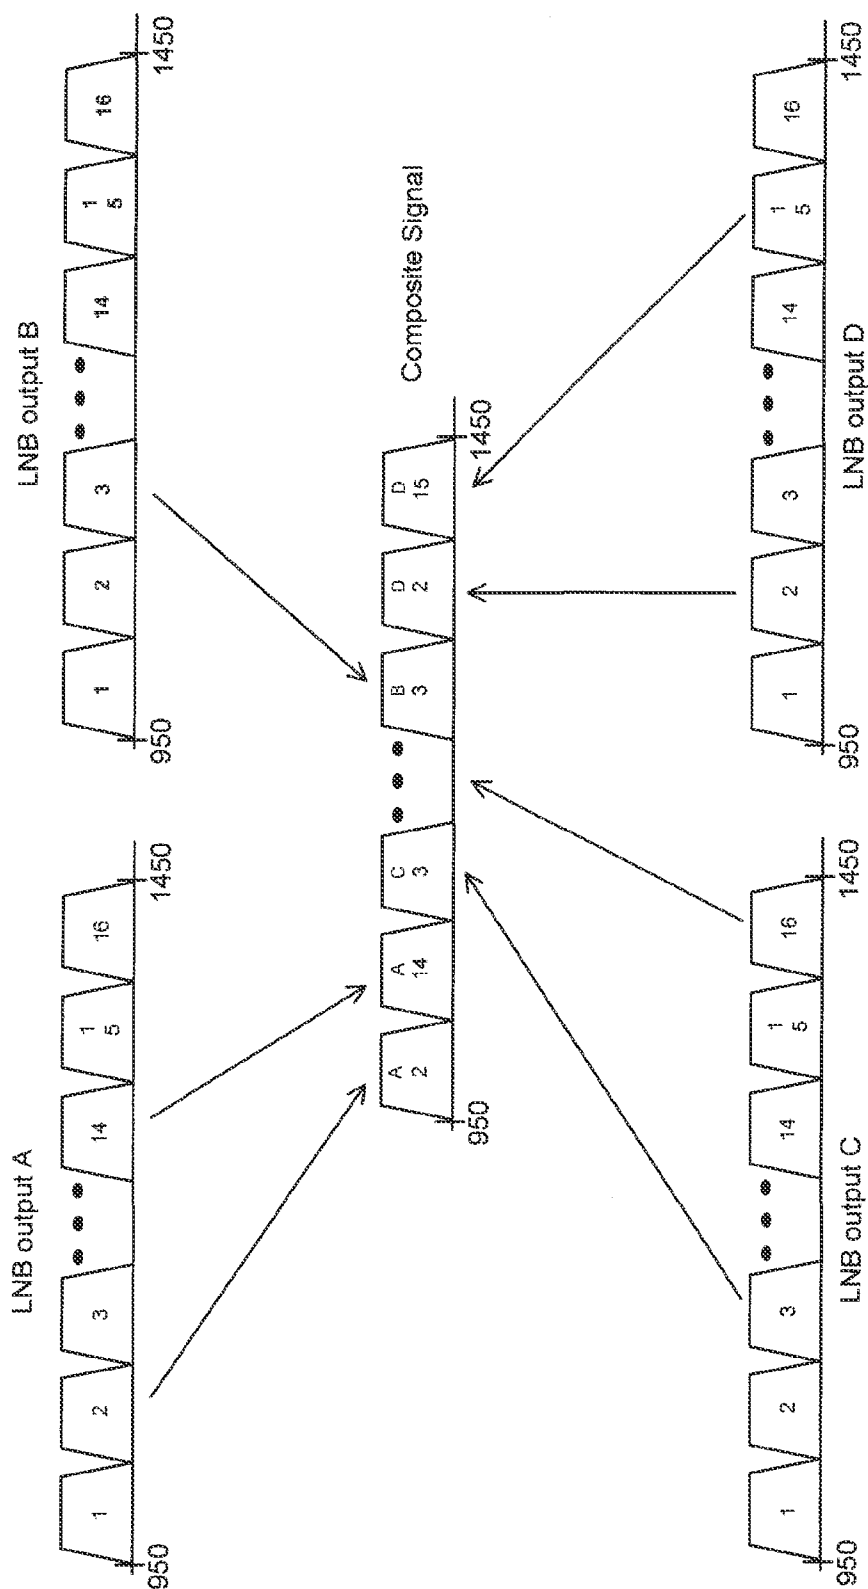 LNB output A
1 2 3 14 1 5 16
950 1450
LNB output B
1 2 3 14 1 5 16
950 1450
Composite Signal
A 2 A 14 C 3 B 3 D 2 D 15
950 1450
1 2 3 14 1 5 16
950 1450
LNB output C
1 2 3 14 1 5 16
950 1450
LNB output D